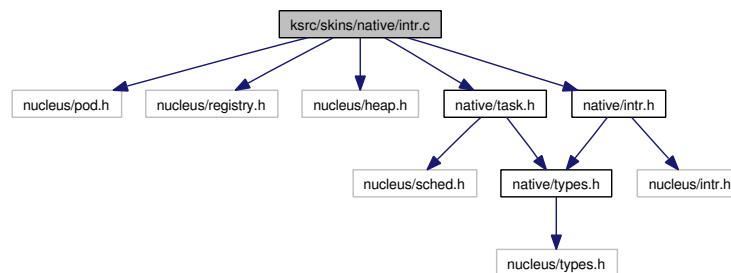 ksrc/skins/native/intr.c
nucleus/pod.h
nucleus/registry.h
nucleus/heap.h
native/task.h
native/intr.h
nucleus/sched.h
native/types.h
nucleus/intr.h
nucleus/types.h